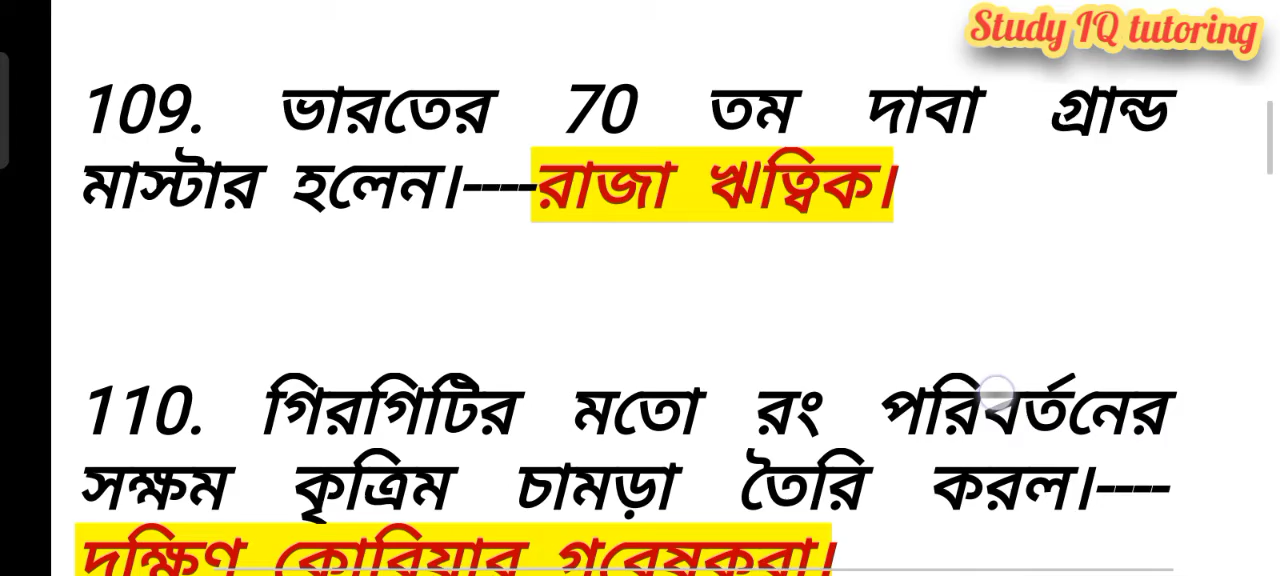 Study IQ tutoring
109. ভারতের 70 তম দাবা গ্রান্ড
মাস্টার হলেন।----রাজা ঋত্বিক।
110. গিরগিটির মতো রং পরিবর্তনের
সক্ষম কৃত্রিম চামড়া তৈরি করল।----
দক্ষিণ কোরিয়ার গবেষকরা।